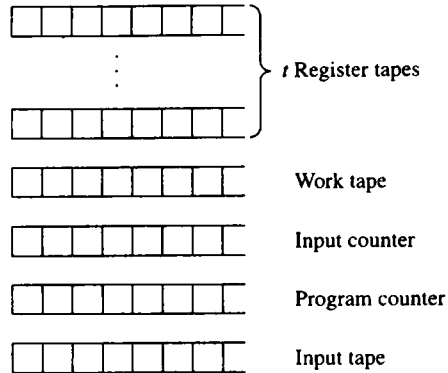 t Register tapes
Work tape
Input counter
Program counter
Input tape